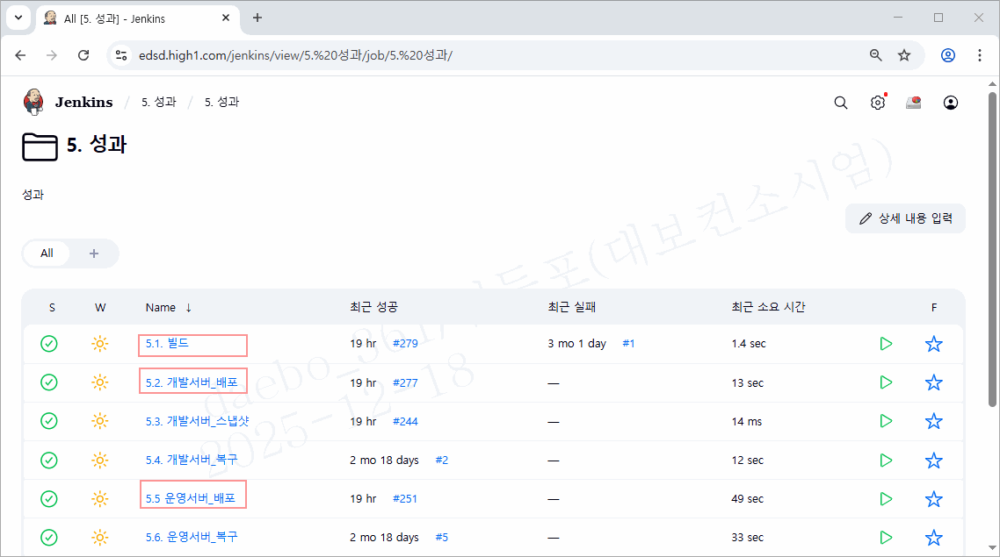 All [5. 성과] - Jenkins
edsd.high1.com/jenkins/view/5.%20성과/job/5.%20성과/
Jenkins / 5. 성과 / 5. 성과
5. 성과
성과
상세 내용 입력
All +
S W Name ↓ 최근 성공 최근 실패 최근 소요 시간 F
5.1. 빌드 19 hr #279 3 mo 1 day #1 1.4 sec
5.2. 개발서버_배포 19 hr #277 — 13 sec
5.3. 개발서버_스냅샷 19 hr #244 — 14 ms
5.4. 개발서버_복구 2 mo 18 days #2 — 12 sec
5.5 운영서버_배포 19 hr #251 — 49 sec
5.6. 운영서버_복구 2 mo 18 days #5 — 33 sec
daebo_361/
두포(대보컨소시엄)
2025-12-18